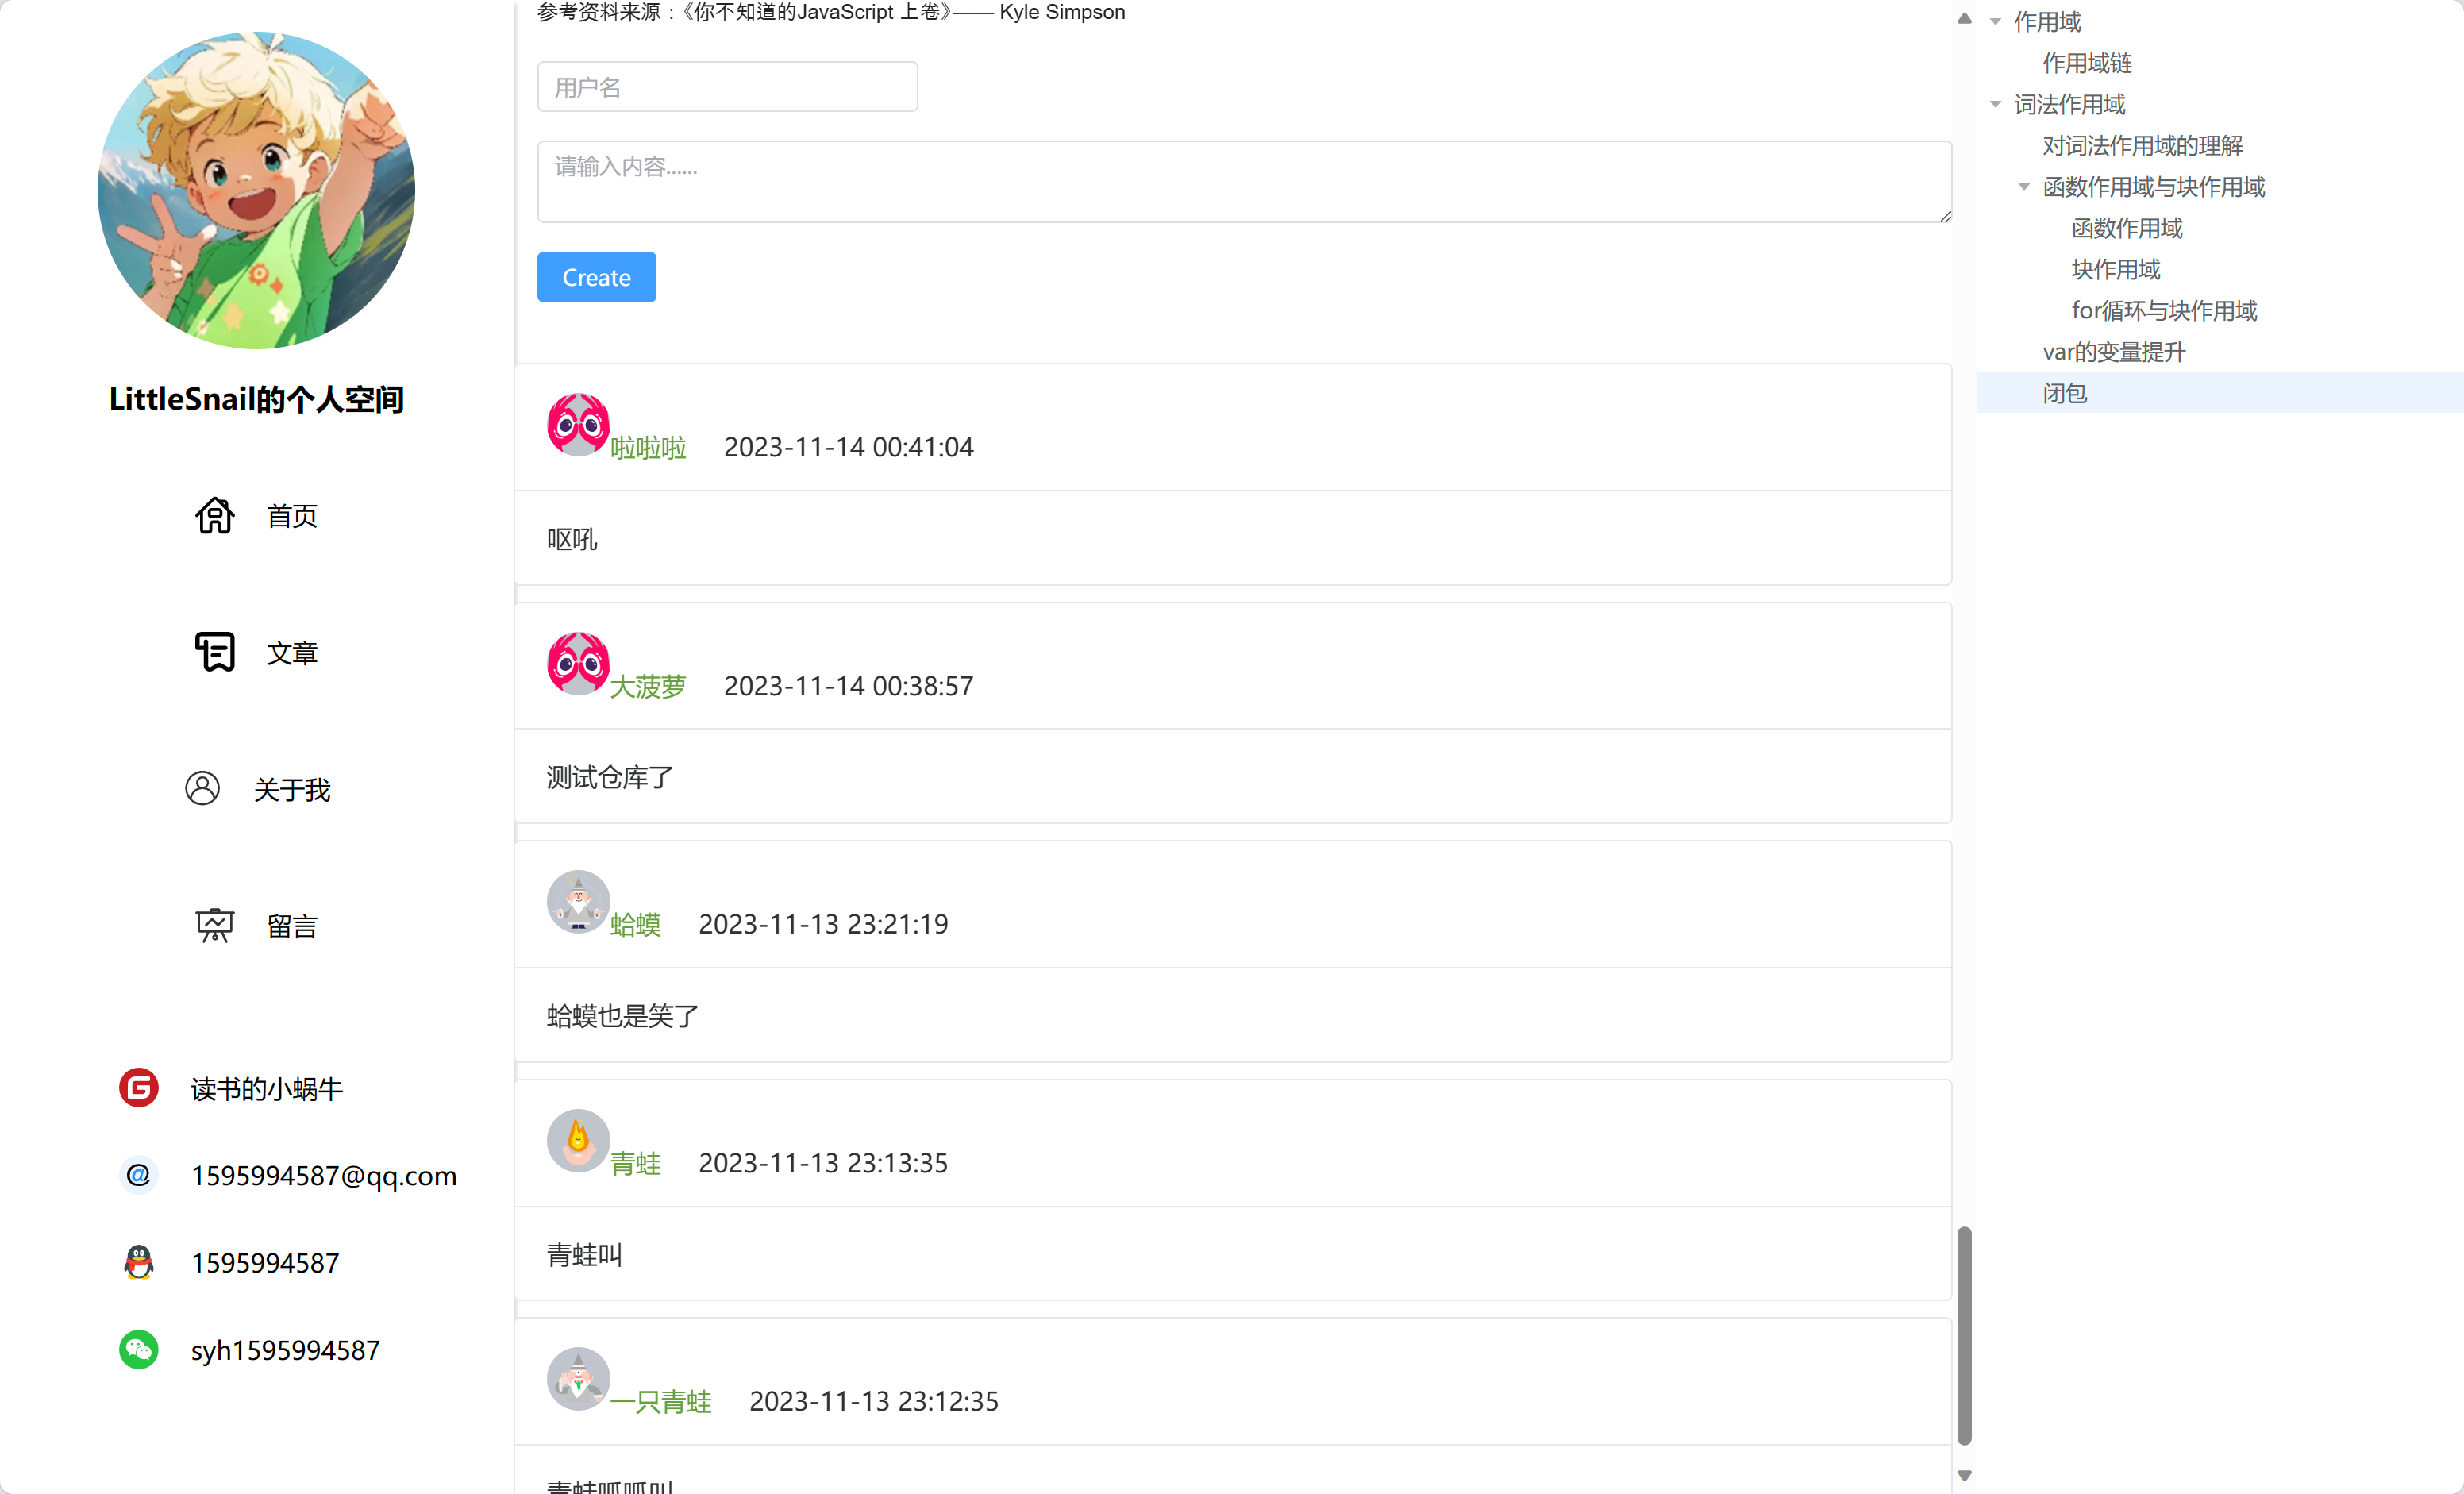 LittleSnail的个人空间
首页
文章
关于我
留言
读书的小蜗牛
1595994587@qq.com
1595994587
syh1595994587
参考资料来源：《你不知道的JavaScript 上卷》—— Kyle Simpson
用户名
请输入内容......
Create
啦啦啦 2023-11-14 00:41:04
呕吼
大菠萝 2023-11-14 00:38:57
测试仓库了
蛤蟆 2023-11-13 23:21:19
蛤蟆也是笑了
青蛙 2023-11-13 23:13:35
青蛙叫
一只青蛙 2023-11-13 23:12:35
青蛙呱呱叫
作用域
作用域链
词法作用域
对词法作用域的理解
函数作用域与块作用域
函数作用域
块作用域
for循环与块作用域
var的变量提升
闭包